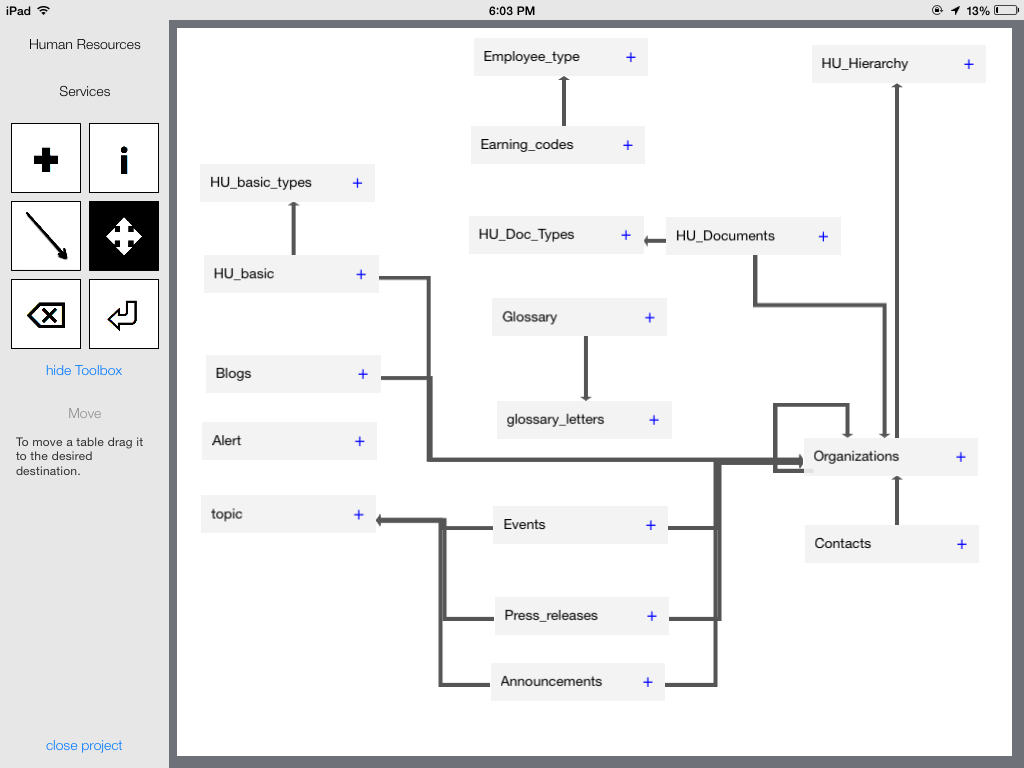 iPad
6:03 PM
13%
Human Resources
Services
hide Toolbox
Move
To move a table drag it
to the desired
destination.
close project
Employee_type +
HU_Hierarchy +
Earning_codes +
HU_basic_types +
HU_Doc_Types +
HU_Documents +
HU_basic +
Glossary +
Blogs +
glossary_letters +
Alert +
Organizations +
topic +
Events +
Contacts +
Press_releases +
Announcements +